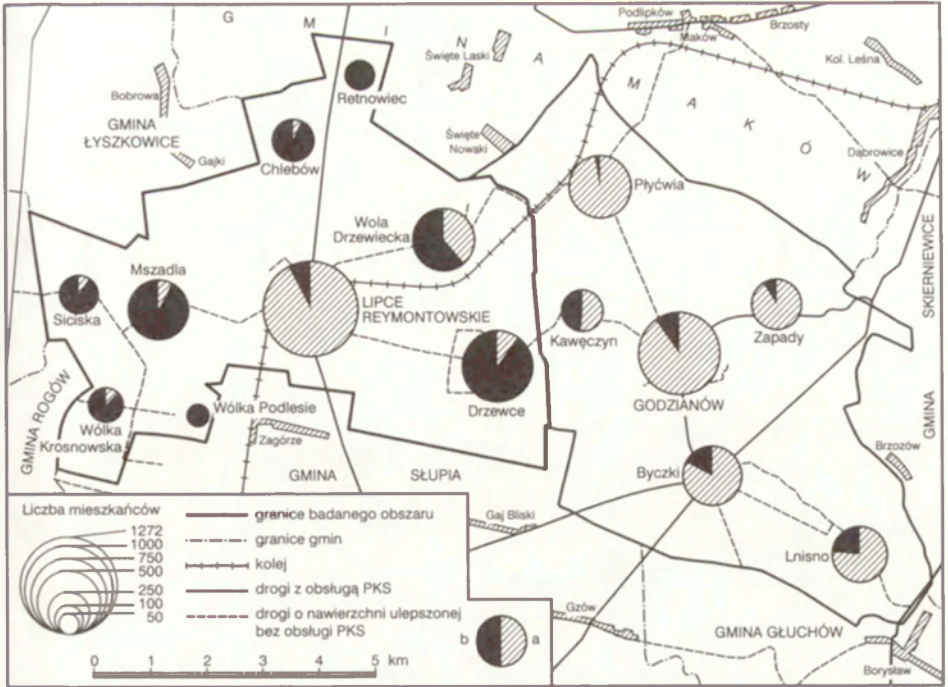 G M I N A M A K Ó W
Podlipków
Maków
Brzosty
Kol. Leśna
Święte Laski
Bobrowa
Retnowiec
GMINA
ŁYSZKOWICE
Gajki
Chlebów
Święte
Nowaki
Dąbrowice
Płyćwia
Wola
Drzewiecka
Mszadla
Siciska
LIPCE
REYMONTOWSKIE
Kawęczyn
Zapady
SKIERNIEWICE
GMINA
Drzewce
GODZIANÓW
GMINA ROGÓW
Wólka
Krosnowska
Wólka Podlesie
Zagórze
GMINA SŁUPIA
Byczki
Brzozów
Gaj Bliski
Lnisno
Gzów
GMINA GŁUCHÓW
Borysław
Liczba mieszkańców
1272
1000
750
500
250
100
50
granice badanego obszaru
granice gmin
kolej
drogi z obsługą PKS
drogi o nawierzchni ulepszonej
bez obsługi PKS
b a
0 1 2 3 4 5 km